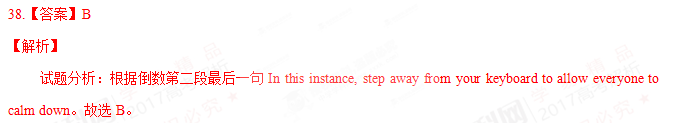 38.【答案】B
【解析】
试题分析：根据倒数第二段最后一句 In this instance, step away from your keyboard to allow everyone to
calm down。故选 B。